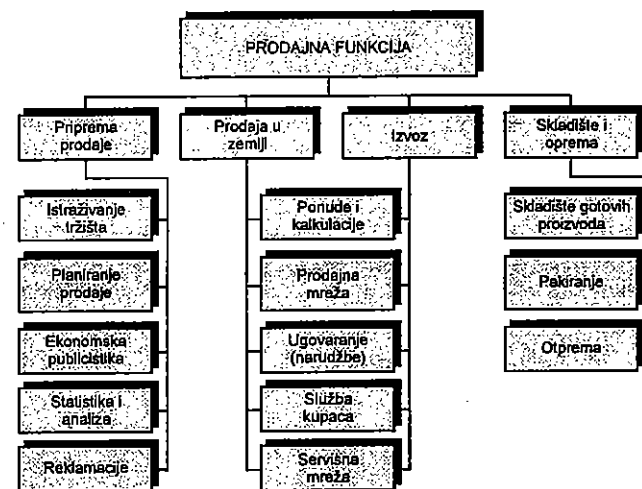 PRODAJNA FUNKCIJA
Priprema
prodaje
Prodaja u
zemlji
Izvoz
Skladište i
oprema
Istraživanje
tržišta
Planiranje
prodaje
Ekonomska
publicistika
Statistika i
analiza
Reklamacije
Ponude i
kalkulacije
Prodajna
mreža
Ugovaranje
(narudžbe)
Služba
kupaca
Servisna
mreža
Skladište gotovih
proizvoda
Pakiranje
Otprema